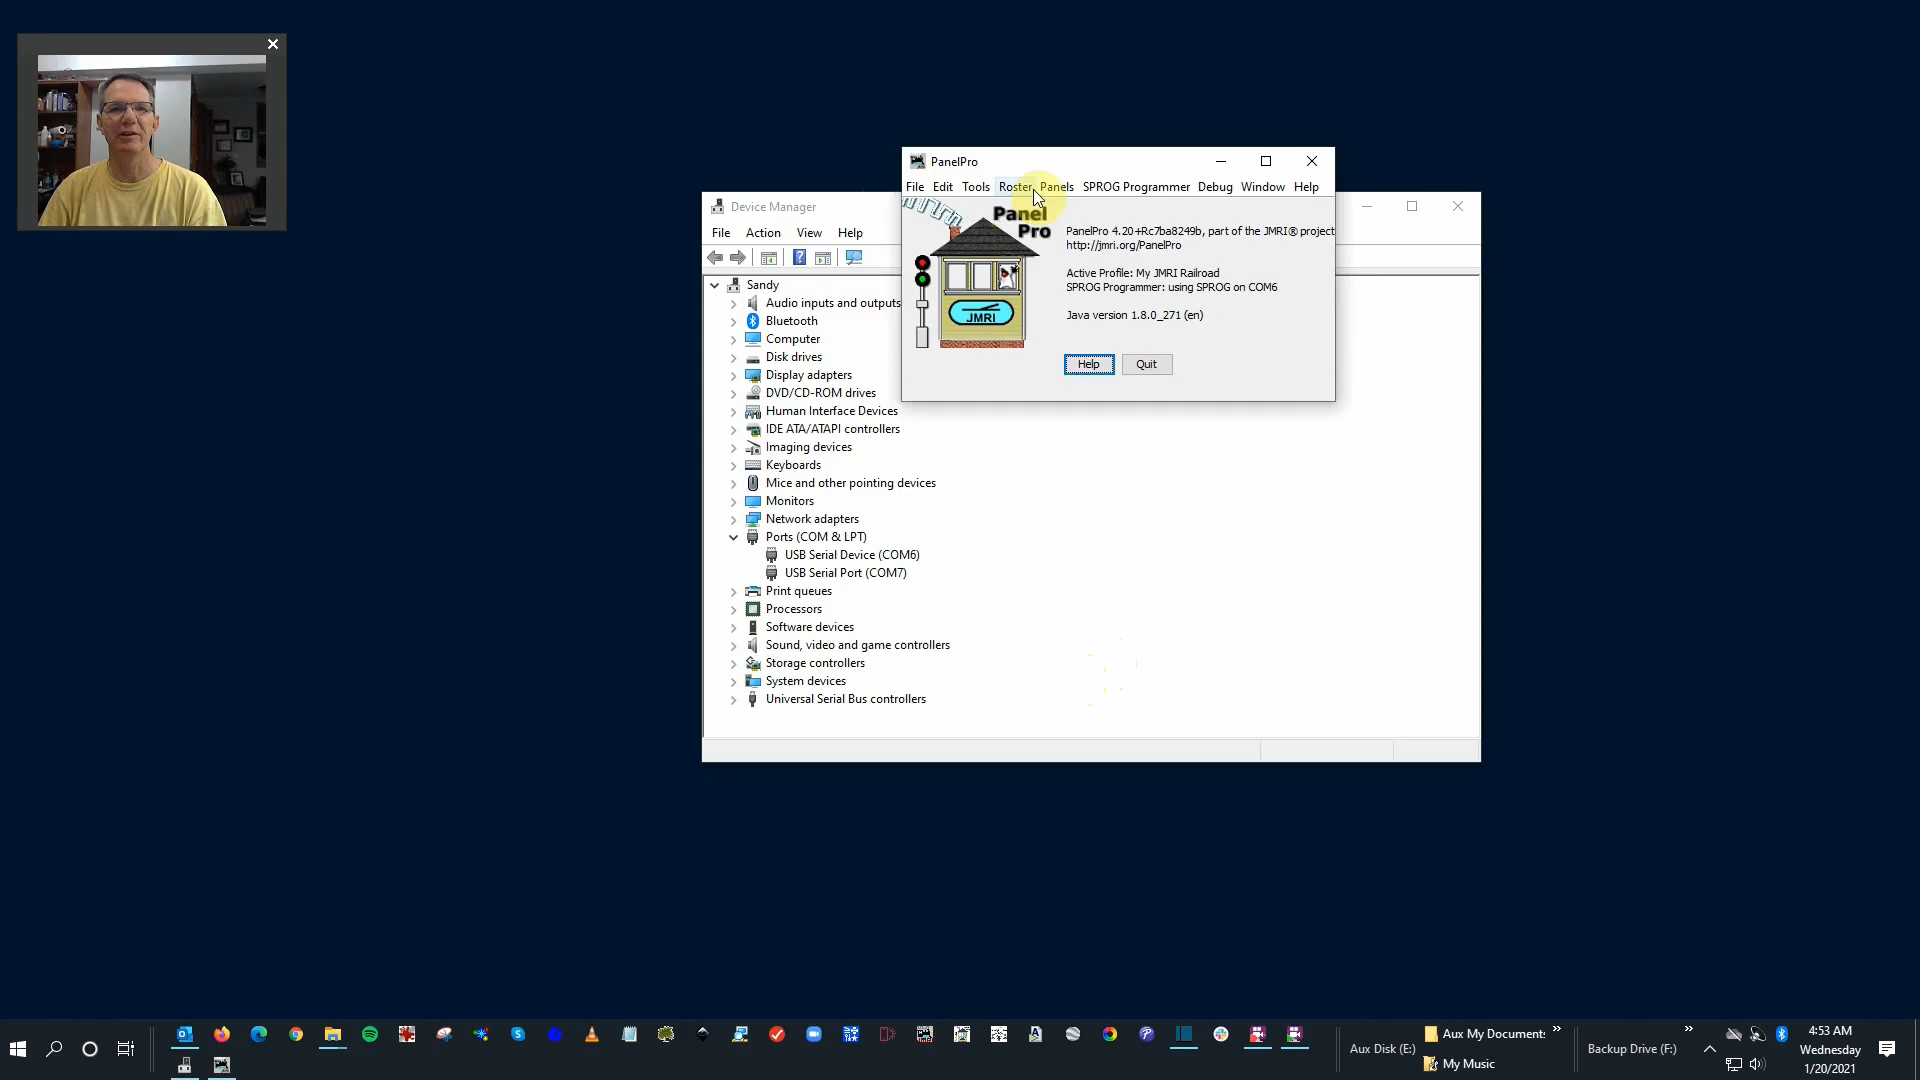 PanelPro
File Edit Tools Roster Panels SPROG Programmer Debug Window Help
Panel
Pro
JMRI
PanelPro 4.20+Rc7ba8249b, part of the JMRI® project
http://jmri.org/PanelPro
Active Profile: My JMRI Railroad
SPROG Programmer: using SPROG on COM6
Java version 1.8.0_271 (en)
Help Quit
Device Manager
File Action View Help
Sandy
Audio inputs and outputs
Bluetooth
Computer
Disk drives
Display adapters
DVD/CD-ROM drives
Human Interface Devices
IDE ATA/ATAPI controllers
Imaging devices
Keyboards
Mice and other pointing devices
Monitors
Network adapters
Ports (COM & LPT)
USB Serial Device (COM6)
USB Serial Port (COM7)
Print queues
Processors
Software devices
Sound, video and game controllers
Storage controllers
System devices
Universal Serial Bus controllers
Aux Disk (E:)
Aux My Documents
My Music
Backup Drive (F:)
4:53 AM
Wednesday
1/20/2021